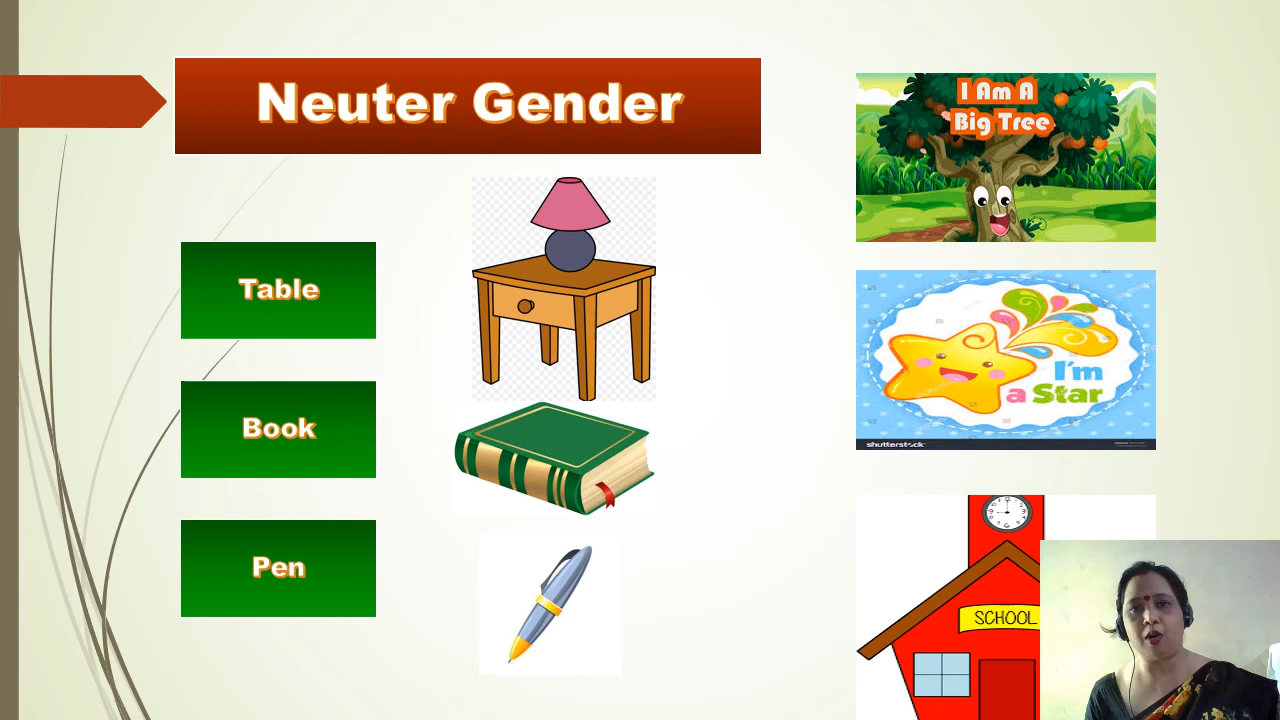 Neuter Gender
Table
Book
Pen
I Am A
Big Tree
I'm
a Star
shutterstock
SCHOOL